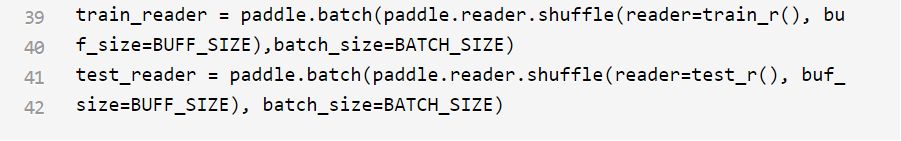 39 train_reader = paddle.batch(paddle.reader.shuffle(reader=train_r(), bu
40 f_size=BUFF_SIZE),batch_size=BATCH_SIZE)
41 test_reader = paddle.batch(paddle.reader.shuffle(reader=test_r(), buf_
42 size=BUFF_SIZE), batch_size=BATCH_SIZE)